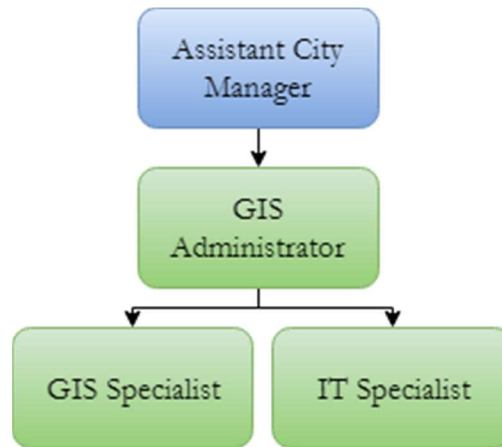 Assistant City
Manager
GIS
Administrator
GIS Specialist
IT Specialist